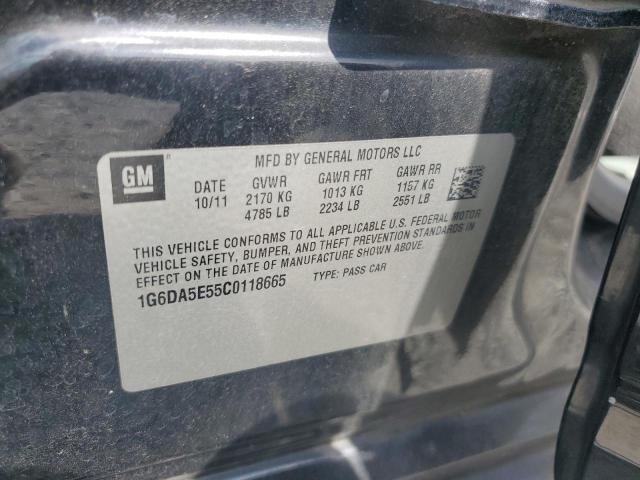 GM
MFD BY GENERAL MOTORS LLC
DATE GVWR GAWR FRT GAWR RR
10/11 2170 KG 1013 KG 1157 KG
4785 LB 2234 LB 2551 LB
THIS VEHICLE CONFORMS TO ALL APPLICABLE U.S. FEDERAL MOTOR
VEHICLE SAFETY, BUMPER, AND THEFT PREVENTION STANDARDS IN
EFFECT ON THE DATE OF MANUFACTURE SHOWN ABOVE.
1G6DA5E55C0118665 TYPE: PASS CAR